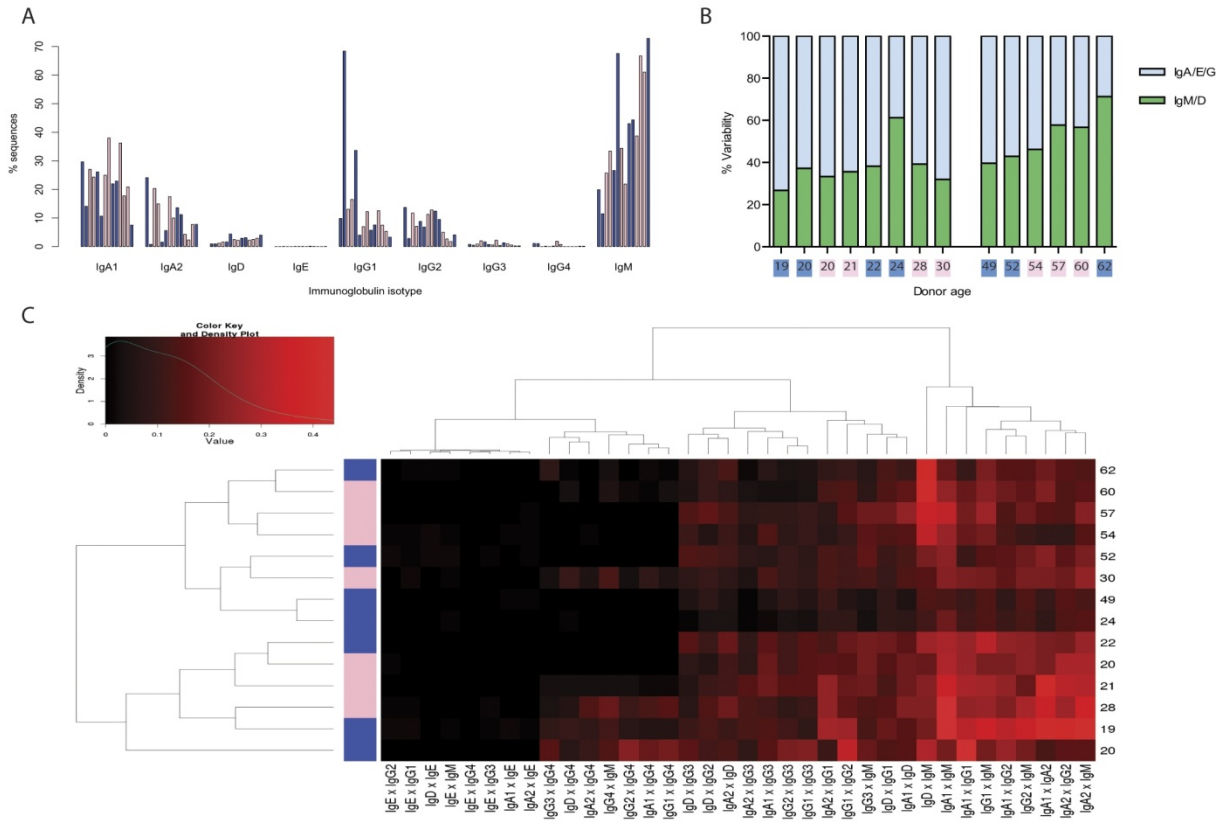 A
% sequences
70
60
50
40
30
20
10
0
IgA1 IgA2 IgD IgE IgG1 IgG2 IgG3 IgG4 IgM
Immunoglobulin isotype
B
% Variability
100
80
60
40
20
0
19 20 20 21 22 24 28 30 49 52 54 57 60 62
Donor age
IgA/E/G
IgM/D
C
Color Key
and Density Plot
Density
3
2
1
0
0 0.1 0.2 0.3 0.4
Value
62
60
57
54
52
30
49
24
22
20
21
28
19
20
IgE x IgG2
IgE x IgG1
IgD x IgE
IgE x IgM
IgE x IgG4
IgE x IgG3
IgA1 x IgE
IgA2 x IgE
IgG3 x IgG4
IgD x IgG4
IgA2 x IgG4
IgG4 x IgM
IgG2 x IgG4
IgA1 x IgG4
IgG1 x IgG4
IgD x IgG3
IgD x IgG2
IgA2 x IgD
IgA2 x IgG3
IgA1 x IgG3
IgG2 x IgG3
IgG1 x IgG3
IgA2 x IgG1
IgG1 x IgG2
IgG3 x IgM
IgD x IgG1
IgA1 x IgD
IgD x IgM
IgA1 x IgM
IgA1 x IgG1
IgG1 x IgM
IgA1 x IgG2
IgG2 x IgM
IgA1 x IgA2
IgA2 x IgG2
IgA2 x IgM